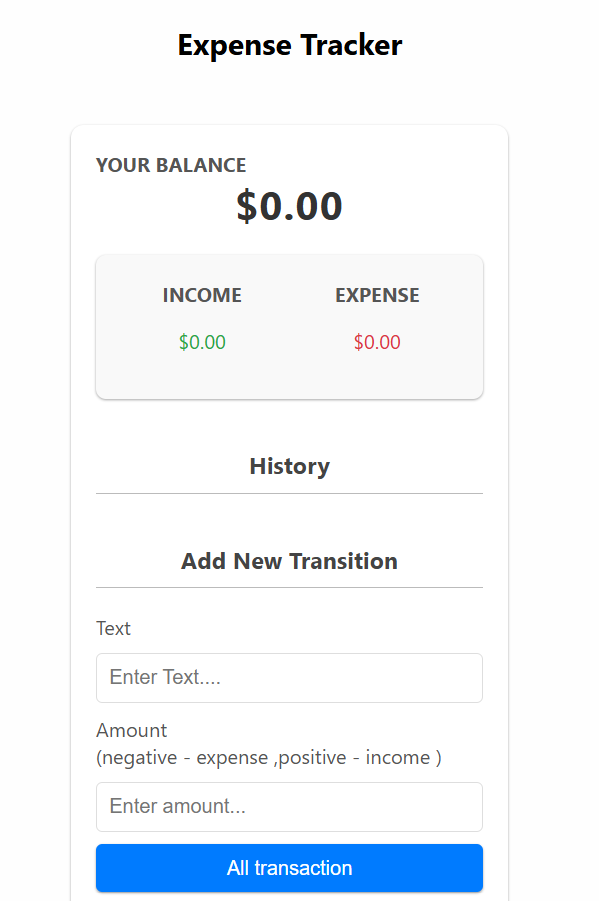 Expense Tracker
YOUR BALANCE
$0.00
INCOME EXPENSE
$0.00 $0.00
History
Add New Transition
Text
Enter Text....
Amount
(negative - expense ,positive - income )
Enter amount...
All transaction